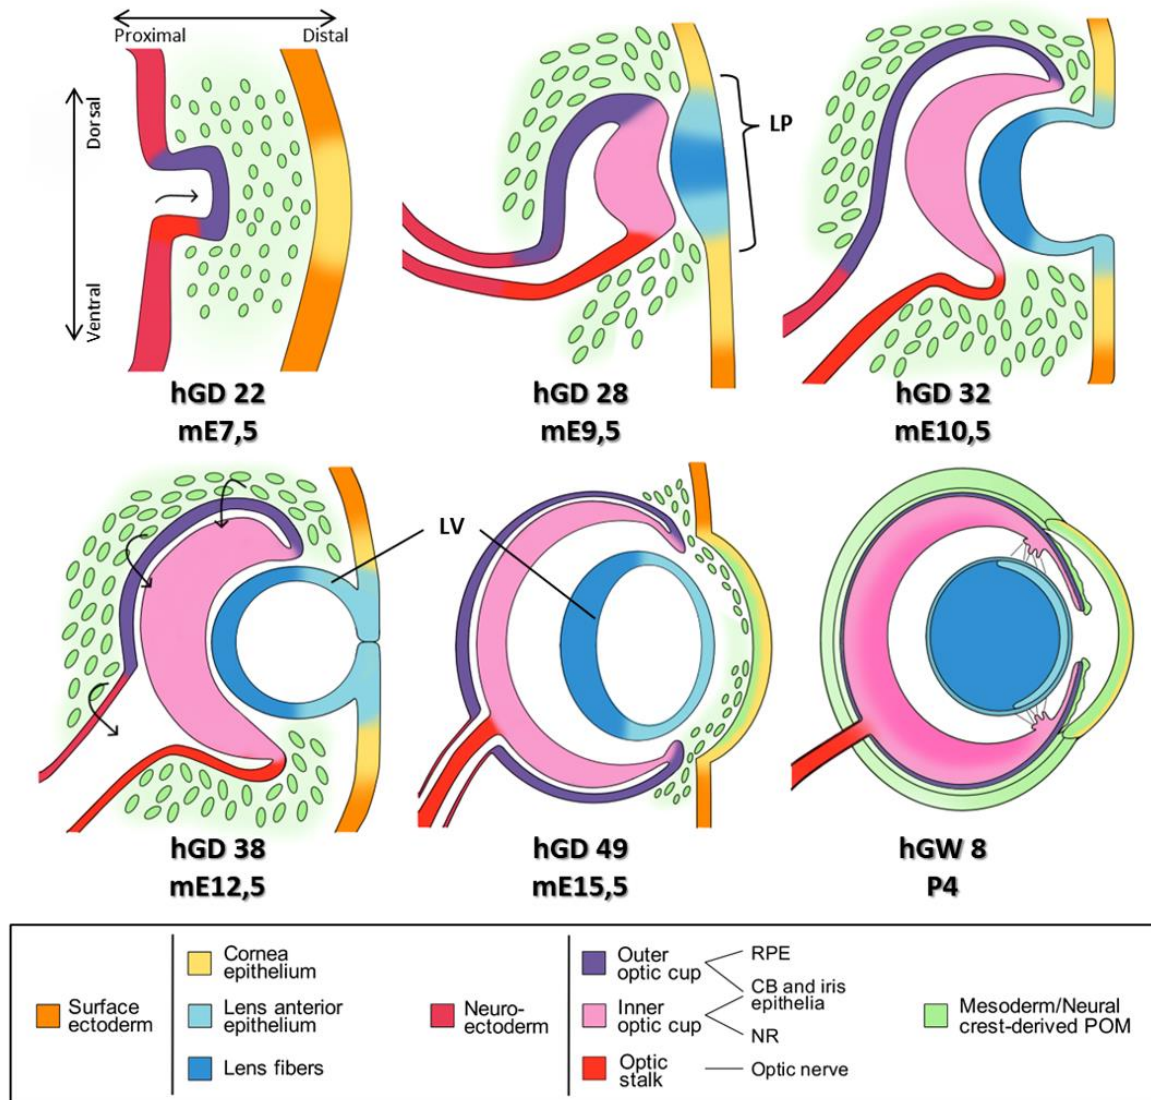 Proximal
Distal
Dorsal
Ventral
LP
hGD 22
mE7,5
hGD 28
mE9,5
hGD 32
mE10,5
LV
hGD 38
mE12,5
hGD 49
mE15,5
hGW 8
P4
Surface
ectoderm
Cornea
epithelium
Lens anterior
epithelium
Lens fibers
Neuro-
ectoderm
Outer
optic cup
Inner
optic cup
Optic
stalk
RPE
CB and iris
epithelia
NR
Optic nerve
Mesoderm/Neural
crest-derived POM